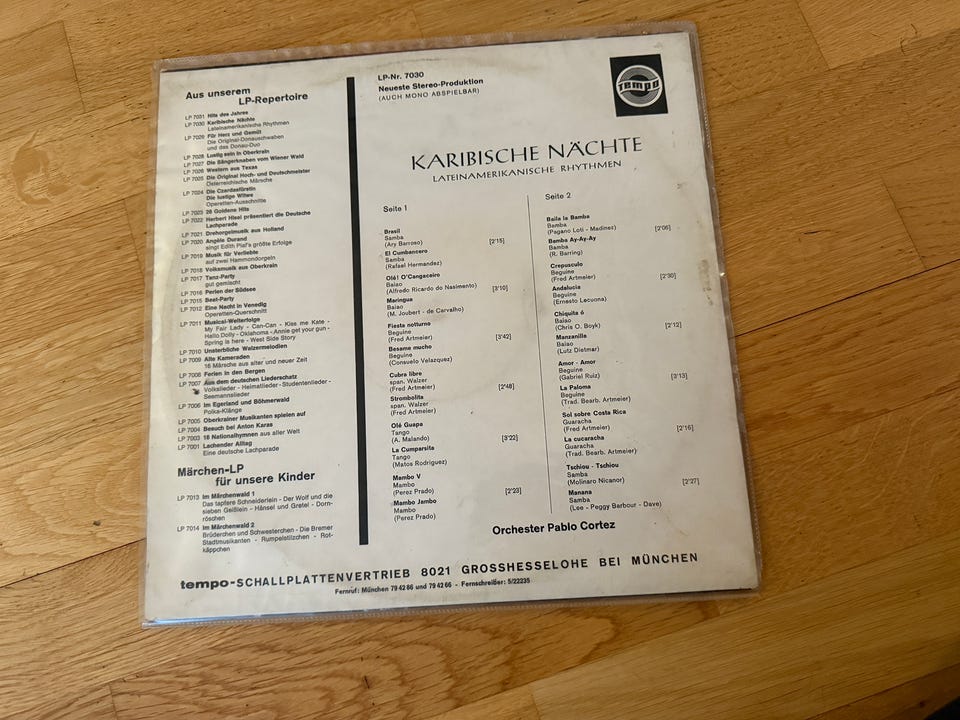 Aus unserem
LP-Repertoire
LP 7031 Hits des Jahres
LP 7030 Karibische Nächte
Lateinamerikanische Rhythmen
LP 7029 Für Herz und Gemüt
Die Original-Donauschwaben
und das Donau-Duo
LP 7028 Lustig sein in Oberkrain
LP 7027 Die Sängerknaben vom Wiener Wald
LP 7026 Western aus Texas
LP 7025 Die Original Hoch- und Deutschmeister
Österreichische Märsche
LP 7024 Die Czardasfürstin
Die lustige Witwe
Operetten-Ausschnitte
LP 7023 28 Goldene Hits
LP 7022 Herbert Hisel präsentiert die Deutsche
Lachparade
LP 7021 Drehorgelmusik aus Holland
LP 7020 Angèle Durand
singt Edith Piaf's größte Erfolge
LP 7019 Musik für Verliebte
auf zwei Hammondorgeln
LP 7018 Volksmusik aus Oberkrain
LP 7017 Tanz-Party
gut gemischt
LP 7016 Perlen der Südsee
LP 7015 Beat-Party
LP 7012 Eine Nacht in Venedig
Operetten-Querschnitt
LP 7011 Musical-Welterfolge
My Fair Lady - Can-Can - Kiss me Kate -
Hallo Dolly - Oklahoma - Annie get your gun -
Spring is here - West Side Story
LP 7010 Unsterbliche Walzermelodien
LP 7009 Alte Kameraden
16 Märsche aus alter und neuer Zeit
LP 7008 Ferien in den Bergen
LP 7007 Aus dem deutschen Liederschatz
Volkslieder - Heimatlieder - Studentenlieder -
Seemannslieder
LP 7006 Im Egerland und Böhmerwald
Polka-Klänge
LP 7005 Oberkrainer Musikanten spielen auf
LP 7004 Besuch bei Anton Karas
LP 7003 18 Nationalhymnen aus aller Welt
LP 7001 Lachender Alltag
Eine deutsche Lachparade
Märchen-LP
für unsere Kinder
LP 7013 Im Märchenwald 1
Das tapfere Schneiderlein - Der Wolf und die
sieben Geißlein - Hänsel und Gretel - Dorn-
röschen
LP 7014 Im Märchenwald 2
Brüderchen und Schwesterchen - Die Bremer
Stadtmusikanten - Rumpelstilzchen - Rot-
käppchen
LP-Nr. 7030
Neueste Stereo-Produktion
(AUCH MONO ABSPIELBAR)
TEMPO
KARIBISCHE NÄCHTE
LATEINAMERIKANISCHE RHYTHMEN
Seite 1
Brasil
Samba
(Ary Barroso) [2'15]
El Cumbancero
Samba
(Rafael Hernandez)
Olé! O'Cangaceiro
Baiao
(Alfredo Ricardo do Nasimento) [3'10]
Maringua
Baiao
(M. Joubert - de Carvalho)
Fiesta notturno
Beguine
(Fred Artmeier) [3'42]
Besame mucho
Beguine
(Consuelo Velazquez)
Cubra libre
span. Walzer
(Fred Artmeier) [2'48]
Strombolita
span. Walzer
(Fred Artmeier)
Olé Guapa
Tango
(A. Malando) [3'22]
La Cumparsita
Tango
(Matos Rodriguez)
Mambo V
Mambo
(Perez Prado) [2'23]
Mambo Jambo
Mambo
(Perez Prado)
Seite 2
Baila la Bamba
Bamba
(Pagano Loti - Madinez) [2'06]
Bamba Ay-Ay-Ay
Bamba
(R. Barring)
Crepusculo
Beguine
(Fred Artmeier) [2'30]
Andalucia
Beguine
(Ernesto Lecuona)
Chiquita ó
Baiao
(Chris O. Boyk) [2'12]
Manzanilla
Baiao
(Lutz Dietmar)
Amor - Amor
Beguine
(Gabriel Ruiz) [3'13]
La Paloma
Beguine
(Trad. Bearb. Artmeier)
Sol sobre Costa Rica
Guaracha
(Fred Artmeier) [2'16]
La cucaracha
Guaracha
(Trad. Bearb. Artmeier)
Tschiou - Tschiou
Samba
(Molinaro Nicanor) [2'27]
Manana
Samba
(Lee - Peggy Barbour - Dave)
Orchester Pablo Cortez
tempo-SCHALLPLATTENVERTRIEB 8021 GROSSHESSELOHE BEI MÜNCHEN
Fernruf: München 79 42 86 und 79 42 66 - Fernschreiber: 5/22235